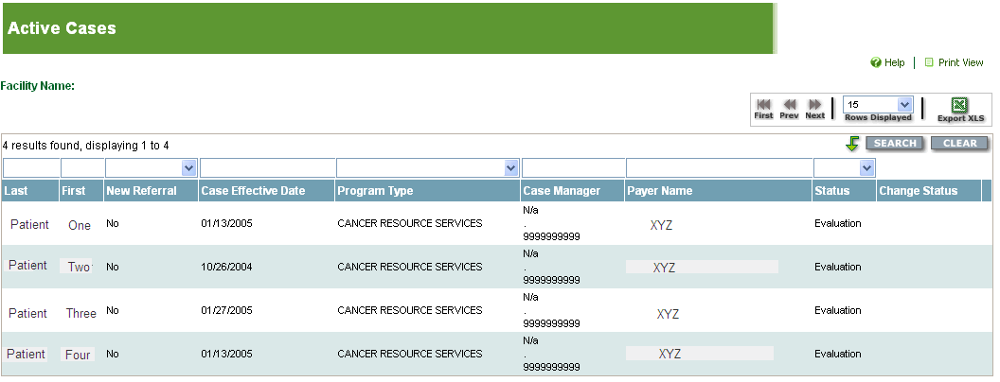 Active Cases
Help | Print View
Facility Name:
First Prev Next 15 Rows Displayed Export XLS
4 results found, displaying 1 to 4 SEARCH CLEAR
Last First New Referral Case Effective Date Program Type Case Manager Payer Name Status Change Status
Patient One No 01/13/2005 CANCER RESOURCE SERVICES N/a . 9999999999 XYZ Evaluation
Patient Two No 10/26/2004 CANCER RESOURCE SERVICES N/a . 9999999999 XYZ Evaluation
Patient Three No 01/27/2005 CANCER RESOURCE SERVICES N/a . 9999999999 XYZ Evaluation
Patient Four No 01/13/2005 CANCER RESOURCE SERVICES N/a . 9999999999 XYZ Evaluation